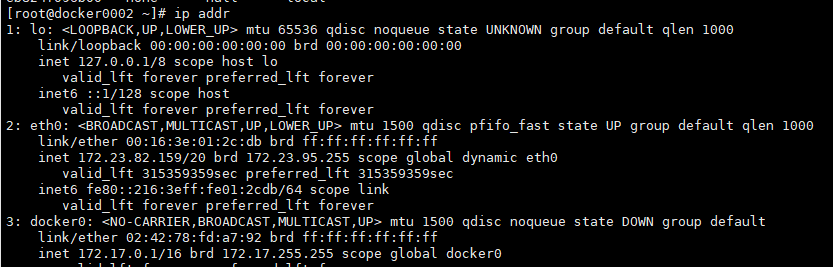 [root@docker0002 ~]# ip addr
1: lo: <LOOPBACK,UP,LOWER_UP> mtu 65536 qdisc noqueue state UNKNOWN group default qlen 1000
    link/loopback 00:00:00:00:00:00 brd 00:00:00:00:00:00
    inet 127.0.0.1/8 scope host lo
       valid_lft forever preferred_lft forever
    inet6 ::1/128 scope host
       valid_lft forever preferred_lft forever
2: eth0: <BROADCAST,MULTICAST,UP,LOWER_UP> mtu 1500 qdisc pfifo_fast state UP group default qlen 1000
    link/ether 00:16:3e:01:2c:db brd ff:ff:ff:ff:ff:ff
    inet 172.23.82.159/20 brd 172.23.95.255 scope global dynamic eth0
       valid_lft 315359359sec preferred_lft 315359359sec
    inet6 fe80::216:3eff:fe01:2cdb/64 scope link
       valid_lft forever preferred_lft forever
3: docker0: <NO-CARRIER,BROADCAST,MULTICAST,UP> mtu 1500 qdisc noqueue state DOWN group default
    link/ether 02:42:78:fd:a7:92 brd ff:ff:ff:ff:ff:ff
    inet 172.17.0.1/16 brd 172.17.255.255 scope global docker0